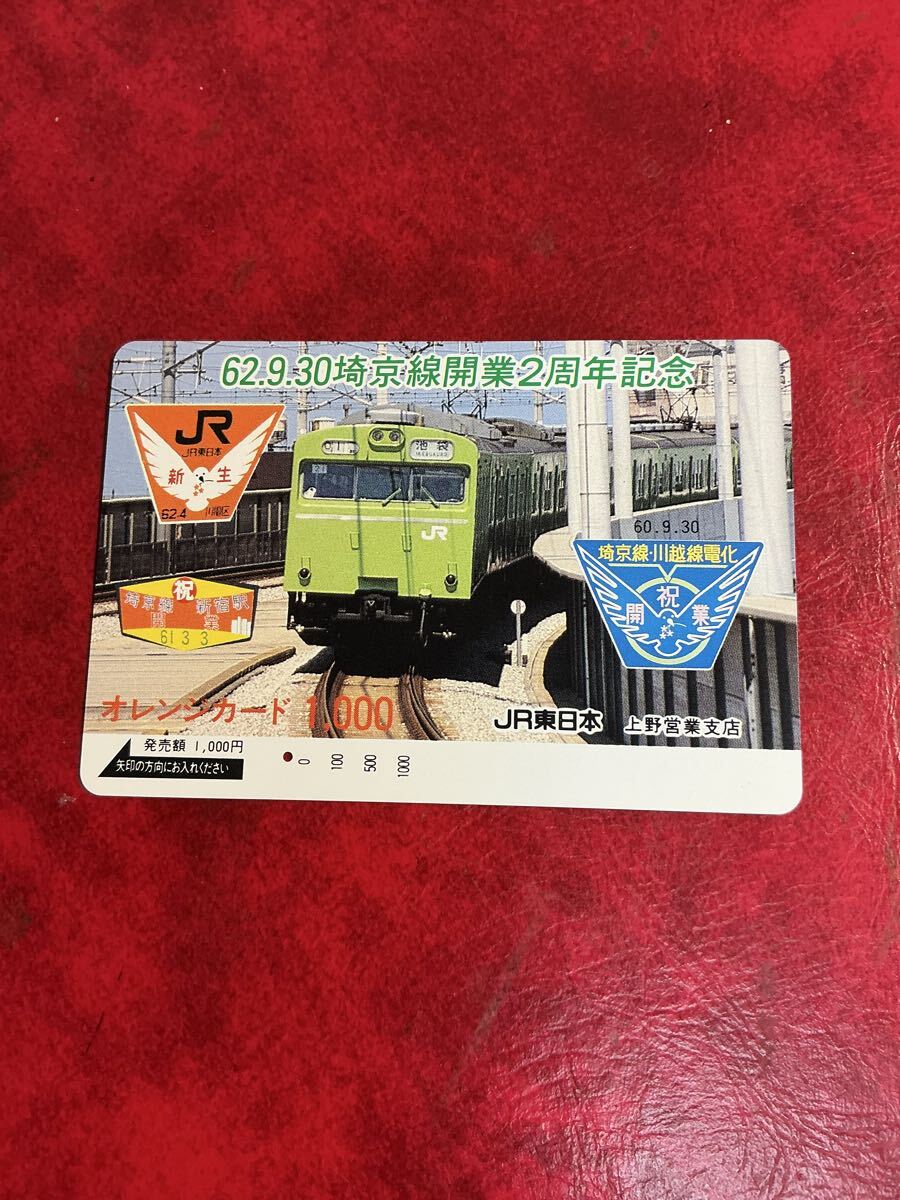 62.9.30埼京線開業2周年記念
JR
JR東日本
新生
62.4 川電区
池袋
IKEBUKURO
JR
60.9.30
埼京線・川越線電化
祝
開業
祝
埼京線 新宿駅
開業
61 3 3
オレンジカード 1.000
JR東日本 上野営業支店
発売額 1,000円
矢印の方向にお入れください
0
100
500
1000